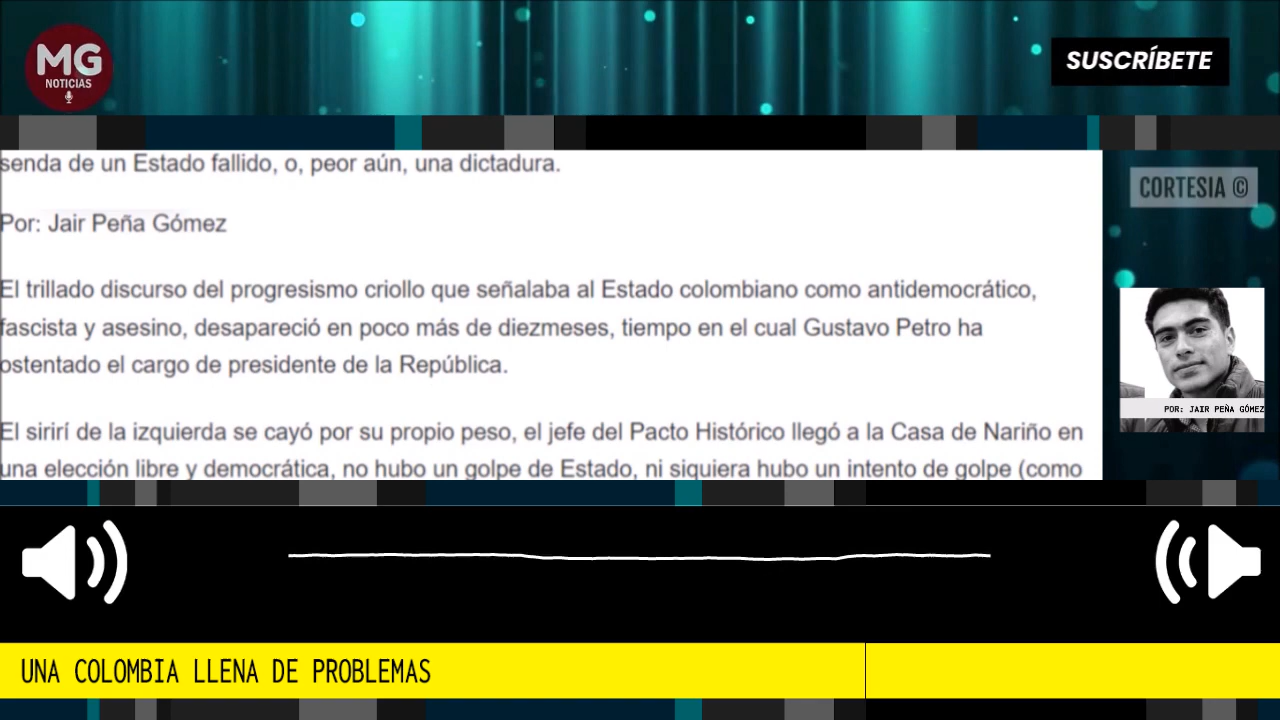 MG
NOTICIAS
SUSCRÍBETE
senda de un Estado fallido, o, peor aún, una dictadura.
Por: Jair Peña Gómez
El trillado discurso del progresismo criollo que señalaba al Estado colombiano como antidemocrático,
fascista y asesino, desapareció en poco más de diezmeses, tiempo en el cual Gustavo Petro ha
ostentado el cargo de presidente de la República.
El sirirí de la izquierda se cayó por su propio peso, el jefe del Pacto Histórico llegó a la Casa de Nariño en
una elección libre y democrática, no hubo un golpe de Estado, ni siquiera hubo un intento de golpe (como
CORTESIA ©
POR: JAIR PEÑA GÓMEZ
UNA COLOMBIA LLENA DE PROBLEMAS